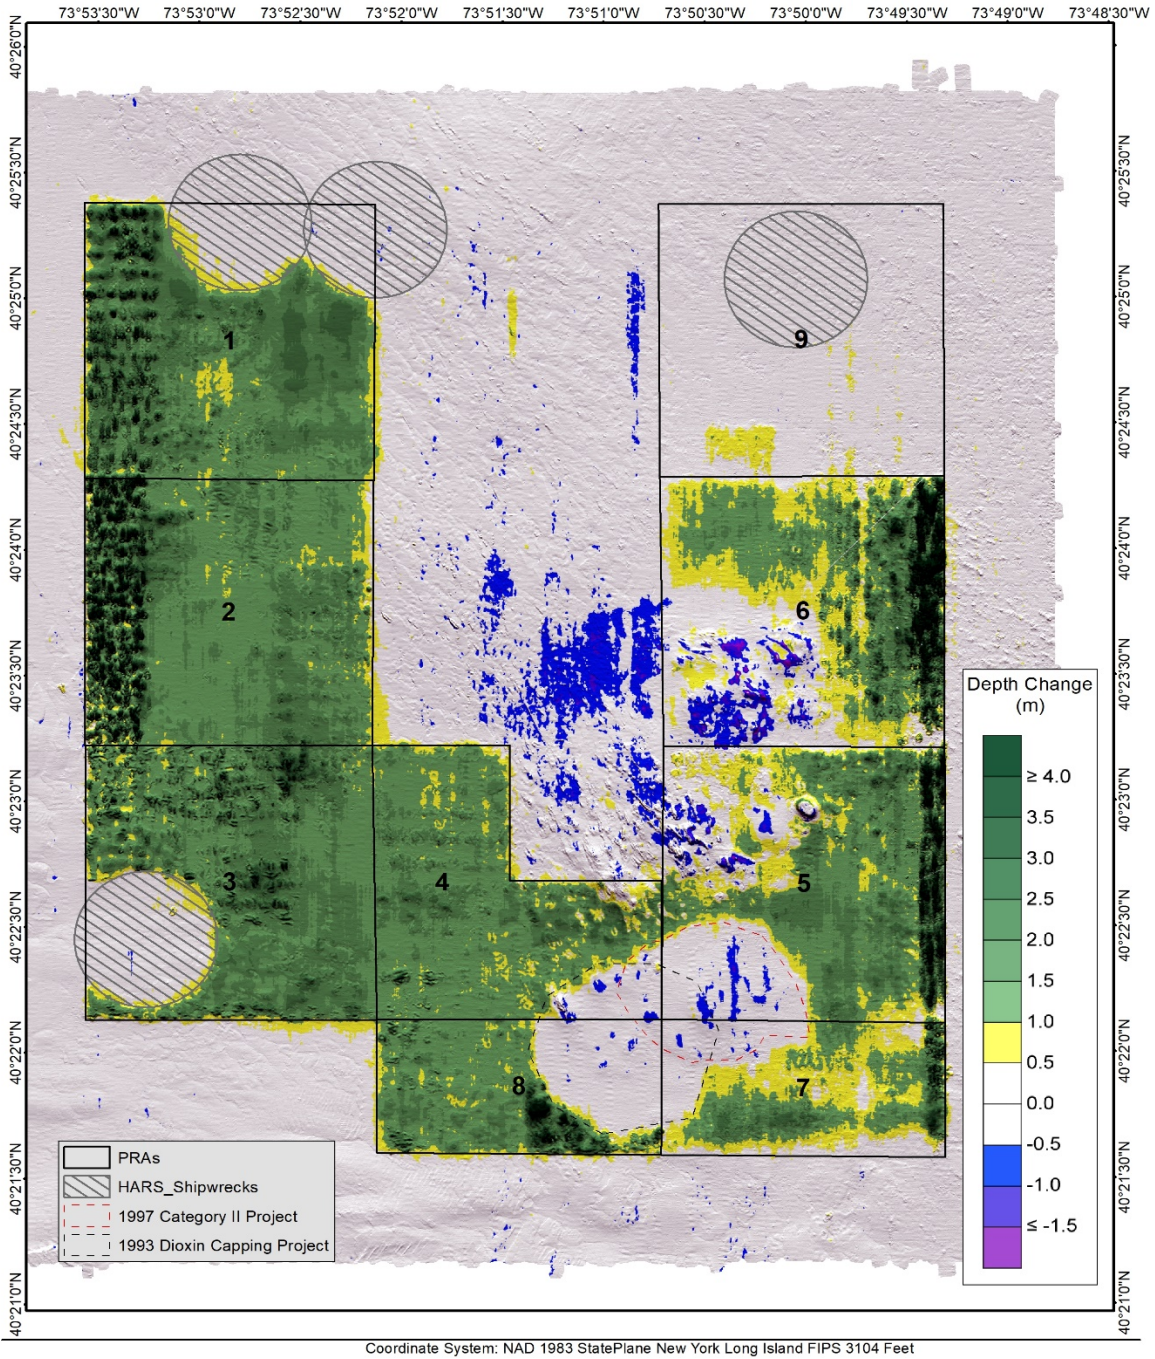 73°53'30"W 73°53'0"W 73°52'30"W 73°52'0"W 73°51'30"W 73°51'0"W 73°50'30"W 73°50'0"W 73°49'30"W 73°49'0"W 73°48'30"W
40°26'0"N
40°25'30"N 40°25'30"N
40°25'0"N 40°25'0"N
1 9
40°24'30"N 40°24'30"N
40°24'0"N 40°24'0"N
2 6
40°23'30"N 40°23'30"N
Depth Change
(m)
≥ 4.0
3.5
3.0
2.5
2.0
1.5
1.0
0.5
0.0
-0.5
-1.0
≤ -1.5
40°23'0"N 40°23'0"N
3 4 5
40°22'30"N 40°22'30"N
40°22'0"N 40°22'0"N
8 7
40°21'30"N 40°21'30"N
PRAs
HARS_Shipwrecks
1997 Category II Project
1993 Dioxin Capping Project
40°21'0"N 40°21'0"N
Coordinate System: NAD 1983 StatePlane New York Long Island FIPS 3104 Feet